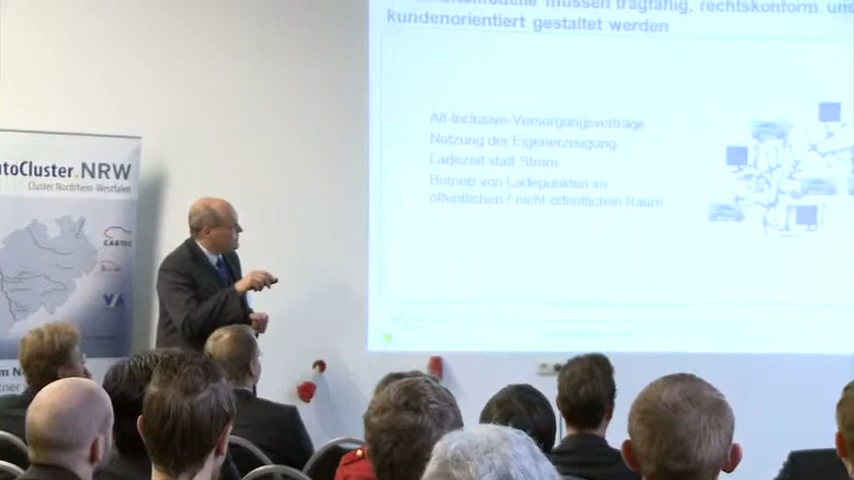 müssen tragfähig, rechtskonform und
kundenorientiert gestaltet werden
All-Inclusive-Versorgungsverträge
Nutzung der Eigenerzeugung
Ladezeit statt Strom
Betrieb von Ladepunkten im
öffentlichen / nicht-öffentlichen Raum
utoCluster.NRW
Cluster Nordrhein-Westfalen
CARTEC